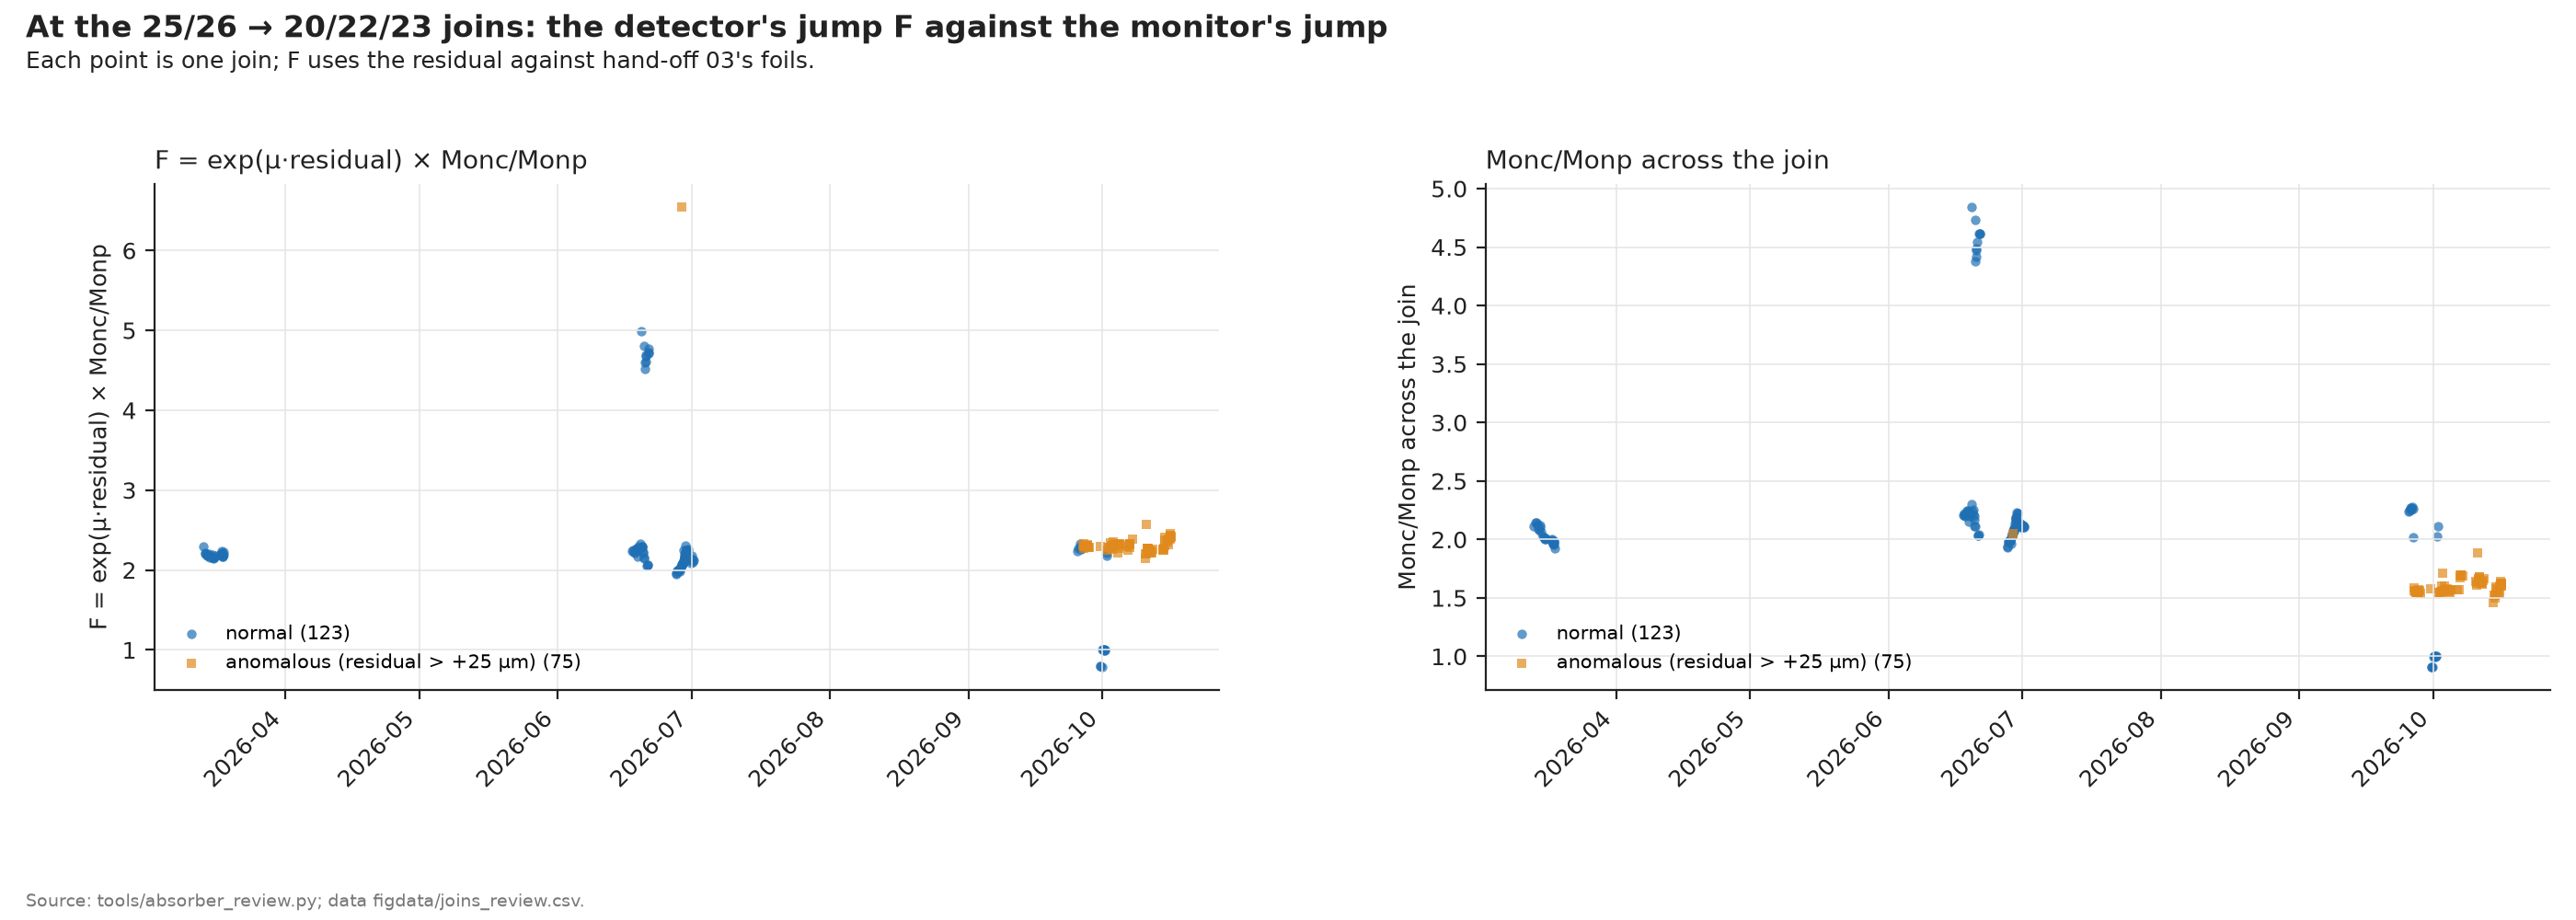 At the 25/26 → 20/22/23 joins: the detector's jump F against the monitor's jump
Each point is one join; F uses the residual against hand-off 03's foils.
F = exp(μ·residual) × Monc/Monp
F = exp(μ·residual) × Monc/Monp
6
5
4
3
2
1
normal (123)
anomalous (residual > +25 μm) (75)
2026-04
2026-05
2026-06
2026-07
2026-08
2026-09
2026-10
Monc/Monp across the join
Monc/Monp across the join
5.0
4.5
4.0
3.5
3.0
2.5
2.0
1.5
1.0
normal (123)
anomalous (residual > +25 μm) (75)
2026-04
2026-05
2026-06
2026-07
2026-08
2026-09
2026-10
Source: tools/absorber_review.py; data figdata/joins_review.csv.